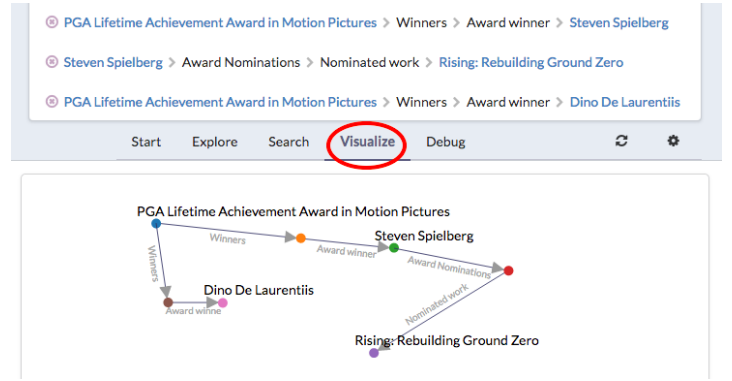 PGA Lifetime Achievement Award in Motion Pictures > Winners > Award winner > Steven Spielberg
Steven Spielberg > Award Nominations > Nominated work > Rising: Rebuilding Ground Zero
PGA Lifetime Achievement Award in Motion Pictures > Winners > Award winner > Dino De Laurentiis
Start Explore Search Visualize Debug
PGA Lifetime Achievement Award in Motion Pictures
Winners
Steven Spielberg
Award winner
Award Nominations
Winners
Dino De Laurentiis
Award winne
Nominated work
Rising: Rebuilding Ground Zero